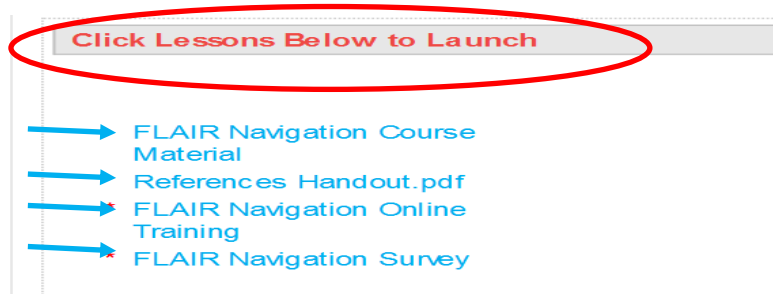 Click Lessons Below to Launch
FLAIR Navigation Course
Material
References Handout.pdf
* FLAIR Navigation Online
Training
* FLAIR Navigation Survey